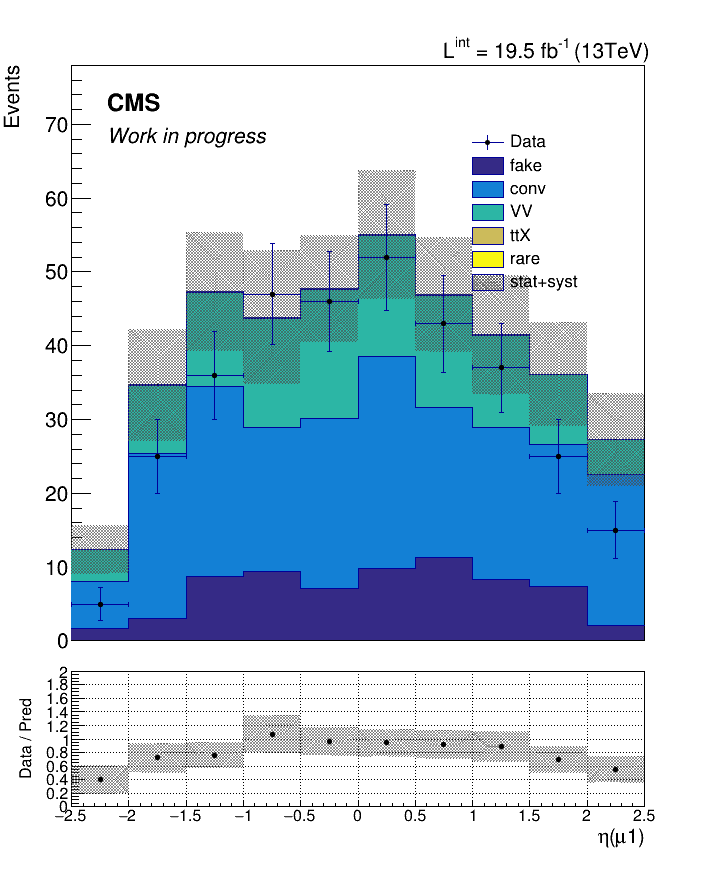 L^int = 19.5 fb^-1 (13TeV)
Events
CMS
Work in progress
Data
fake
conv
VV
ttX
rare
stat+syst
70
60
50
40
30
20
10
0
Data / Pred
2
1.8
1.6
1.4
1.2
1
0.8
0.6
0.4
0.2
0
−2.5 −2 −1.5 −1 −0.5 0 0.5 1 1.5 2 2.5
η(μ1)